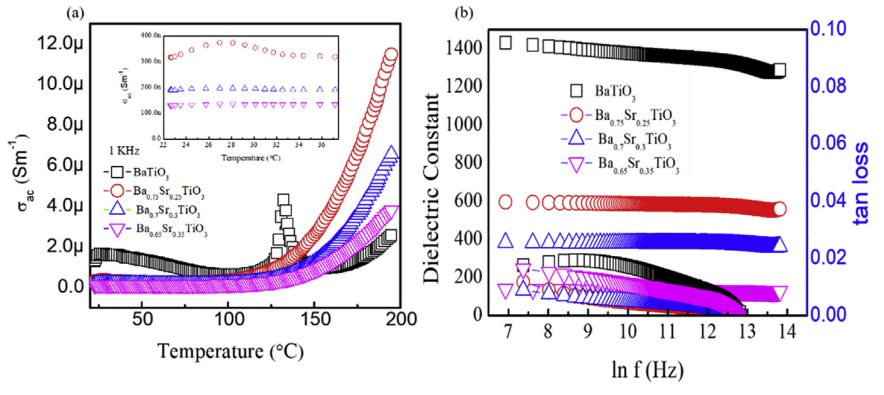 (a)
12.0μ
10.0μ
8.0μ
6.0μ
4.0μ
2.0μ
0.0
σac (Sm-1)
50
100
150
200
Temperature (°C)
400.0n
300.0n
200.0n
100.0n
0.0
σac (Sm-1)
22
24
26
28
30
32
34
36
Temperature (°C)
1 KHz
BaTiO3
Ba0.75Sr0.25TiO3
Ba0.7Sr0.3TiO3
Ba0.65Sr0.35TiO3
(b)
1400
1200
1000
800
600
400
200
0
Dielectric Constant
7
8
9
10
11
12
13
14
ln f (Hz)
0.10
0.08
0.06
0.04
0.02
0.00
tan loss
BaTiO3
Ba0.75Sr0.25TiO3
Ba0.7Sr0.3TiO3
Ba0.65Sr0.35TiO3